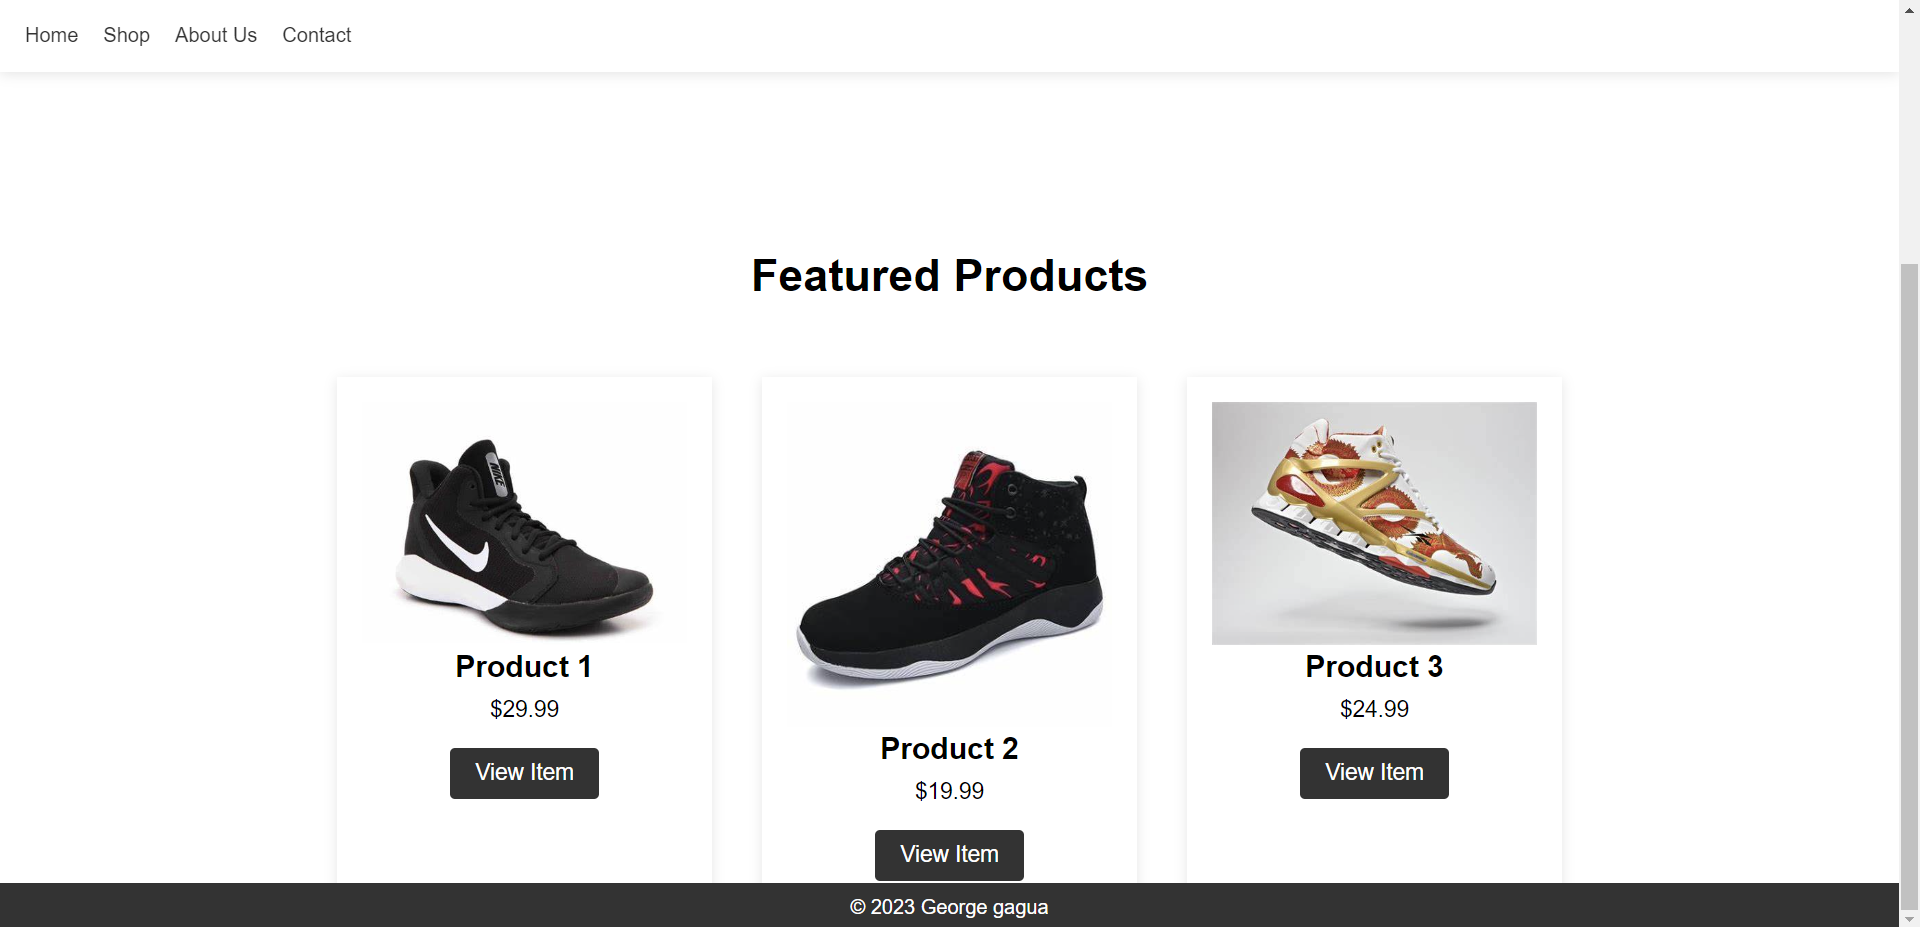 Home Shop About Us Contact
Featured Products
NIKE
Product 1
$29.99
View Item
Product 2
$19.99
View Item
Product 3
$24.99
View Item
© 2023 George gagua